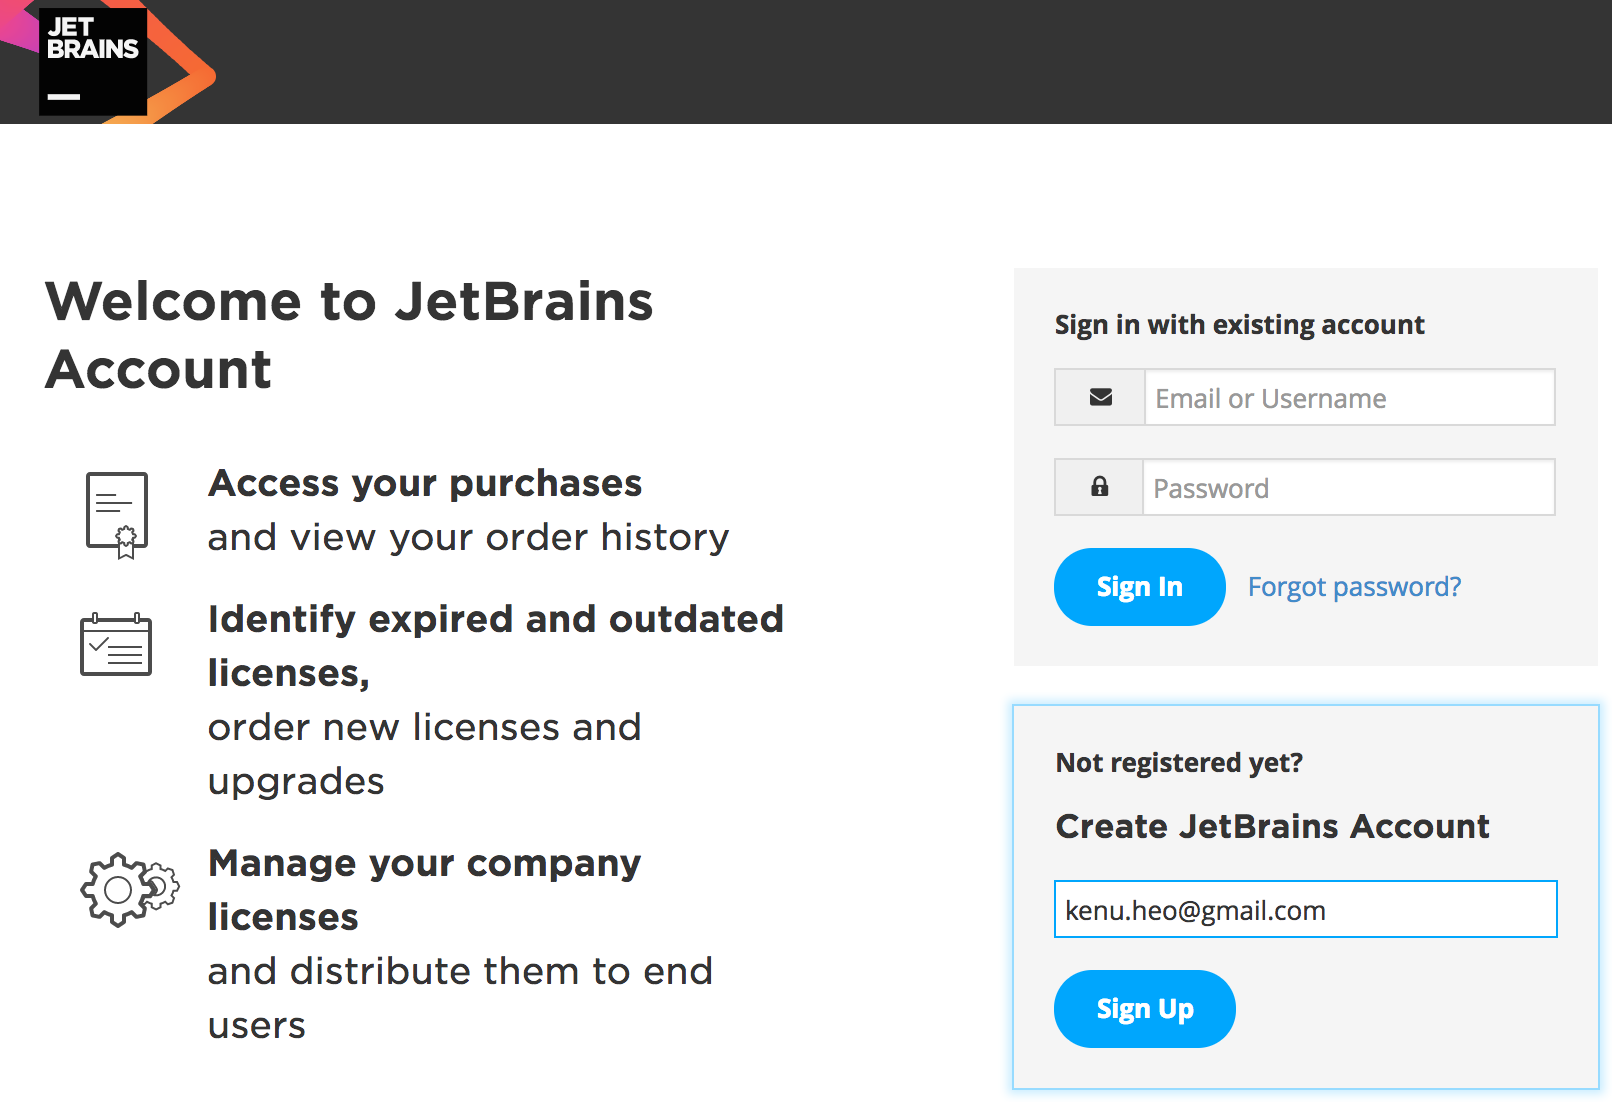 JET
BRAINS
Welcome to JetBrains
Account
Access your purchases
and view your order history
Identify expired and outdated
licenses,
order new licenses and
upgrades
Manage your company
licenses
and distribute them to end
users
Sign in with existing account
Email or Username
Password
Sign In
Forgot password?
Not registered yet?
Create JetBrains Account
kenu.heo@gmail.com
Sign Up